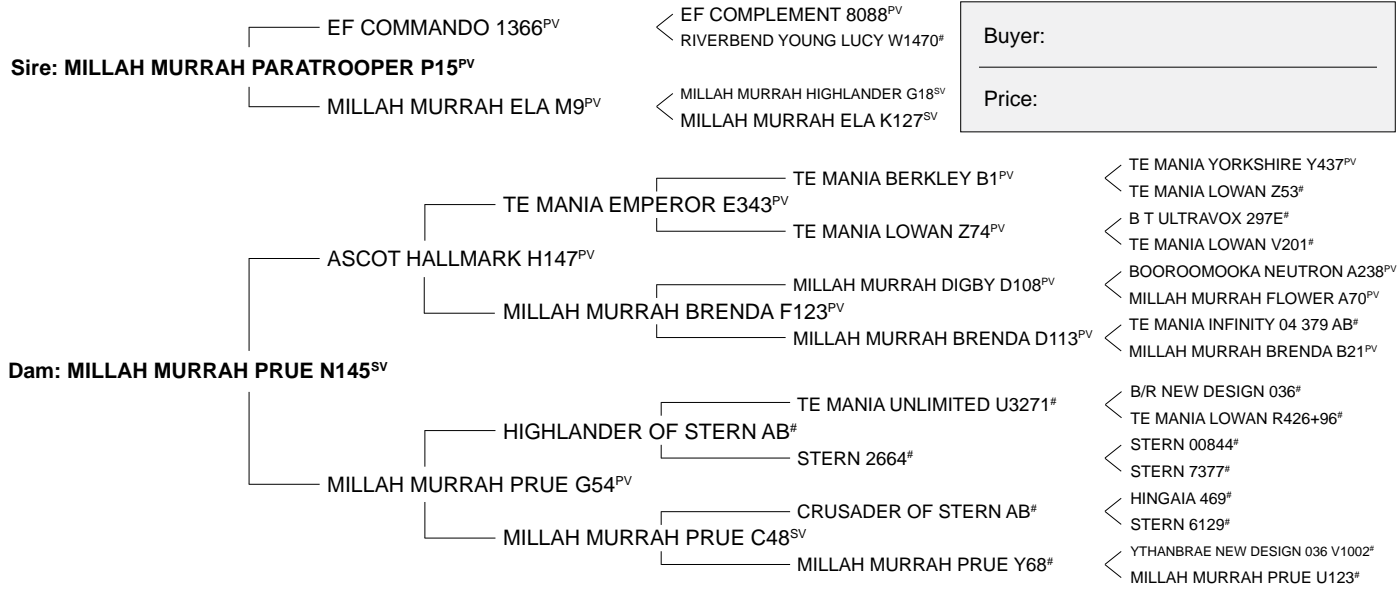 EF COMMANDO 1366PV
EF COMPLEMENT 8088PV
RIVERBEND YOUNG LUCY W1470#
Sire: MILLAH MURRAH PARATROOPER P15PV
MILLAH MURRAH ELA M9PV
MILLAH MURRAH HIGHLANDER G18SV
MILLAH MURRAH ELA K127SV
Buyer:
Price:
TE MANIA BERKLEY B1PV
TE MANIA YORKSHIRE Y437PV
TE MANIA LOWAN Z53#
TE MANIA EMPEROR E343PV
TE MANIA LOWAN Z74PV
B T ULTRAVOX 297E#
TE MANIA LOWAN V201#
ASCOT HALLMARK H147PV
MILLAH MURRAH DIGBY D108PV
BOOROOMOOKA NEUTRON A238PV
MILLAH MURRAH FLOWER A70PV
MILLAH MURRAH BRENDA F123PV
MILLAH MURRAH BRENDA D113PV
TE MANIA INFINITY 04 379 AB#
MILLAH MURRAH BRENDA B21PV
Dam: MILLAH MURRAH PRUE N145SV
TE MANIA UNLIMITED U3271#
B/R NEW DESIGN 036#
TE MANIA LOWAN R426+96#
HIGHLANDER OF STERN AB#
STERN 2664#
STERN 00844#
STERN 7377#
MILLAH MURRAH PRUE G54PV
CRUSADER OF STERN AB#
HINGAIA 469#
STERN 6129#
MILLAH MURRAH PRUE C48SV
MILLAH MURRAH PRUE Y68#
YTHANBRAE NEW DESIGN 036 V1002#
MILLAH MURRAH PRUE U123#